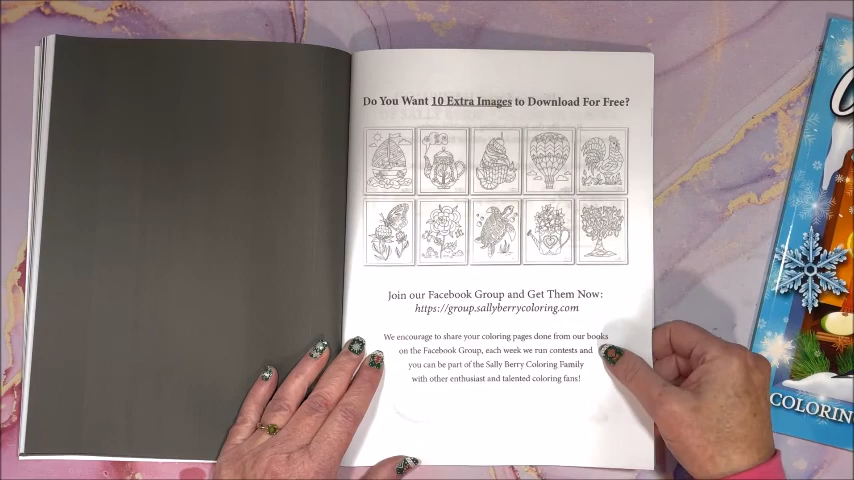 Do You Want 10 Extra Images to Download For Free?
Join our Facebook Group and Get Them Now:
https://group.sallyberrycoloring.com
We encourage to share your coloring pages done from our books
on the Facebook Group, each week we run contests and
you can be part of the Sally Berry Coloring Family
with other enthusiast and talented coloring fans!
COLORIN